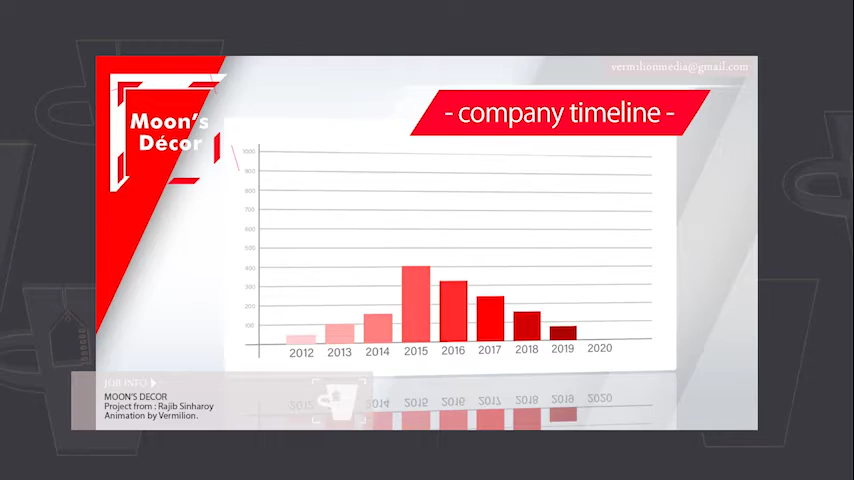 vermilionmedia@gmail.com
Moon's
Décor
- company timeline -
1000
900
800
700
600
500
400
300
200
100
2012 2013 2014 2015 2016 2017 2018 2019 2020
JOB INFO
MOON'S DECOR
Project from : Rajib Sinharoy
Animation by Vermilion.